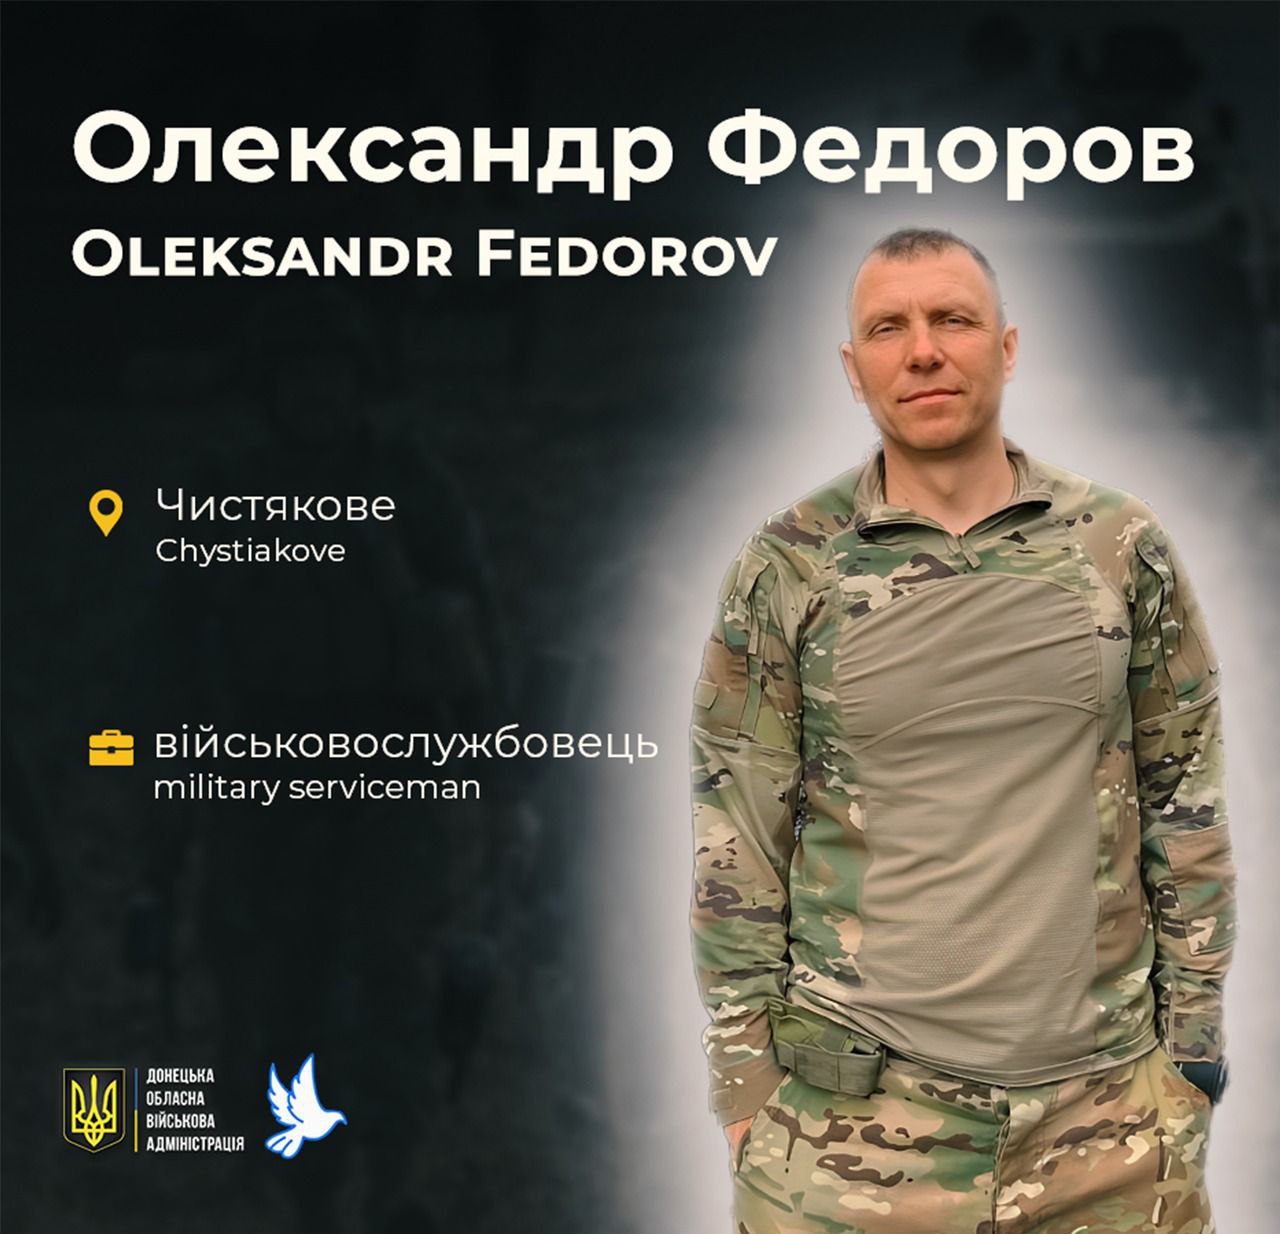 Олександр Федоров
OLEKSANDR FEDOROV
Чистякове
Chystiakove
військовослужбовець
military serviceman
ДОНЕЦЬКА
ОБЛАСНА
ВІЙСЬКОВА
АДМІНІСТРАЦІЯ